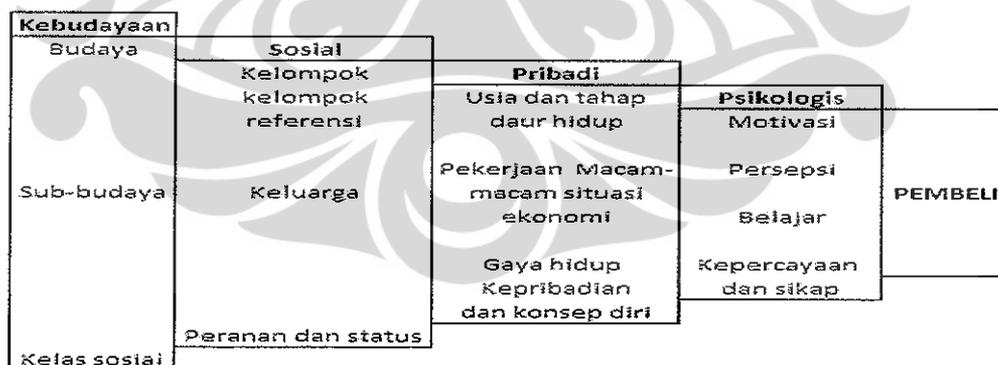 Kebudayaan
Budaya
Sub-budaya
Kelas sosial
Sosial
Kelompok
kelompok
referensi
Keluarga
Peranan dan status
Pribadi
Usia dan tahap
daur hidup
Pekerjaan Macam-
macam situasi
ekonomi
Gaya hidup
Kepribadian
dan konsep diri
Psikologis
Motivasi
Persepsi
Belajar
Kepercayaan
dan sikap
PEMBELI